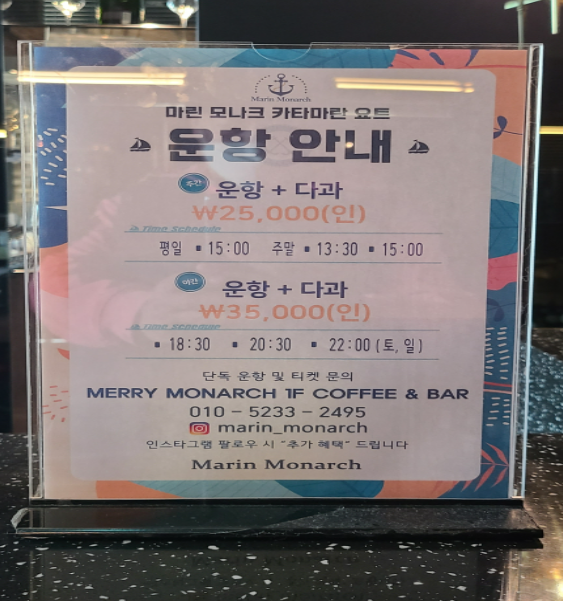 Marin Monarch
마린 모나크 카타마란 요트
운항 안내
주간 운항 + 다과
₩25,000(인)
Time Schedule
평일 ▪ 15:00 주말 ▪ 13:30 ▪ 15:00
야간 운항 + 다과
₩35,000(인)
Time Schedule
▪ 18:30 ▪ 20:30 ▪ 22:00 (토, 일)
단독 운항 및 티켓 문의
MERRY MONARCH 1F COFFEE & BAR
010 – 5233 – 2495
marin_monarch
인스타그램 팔로우 시 "추가 혜택" 드립니다
Marin Monarch